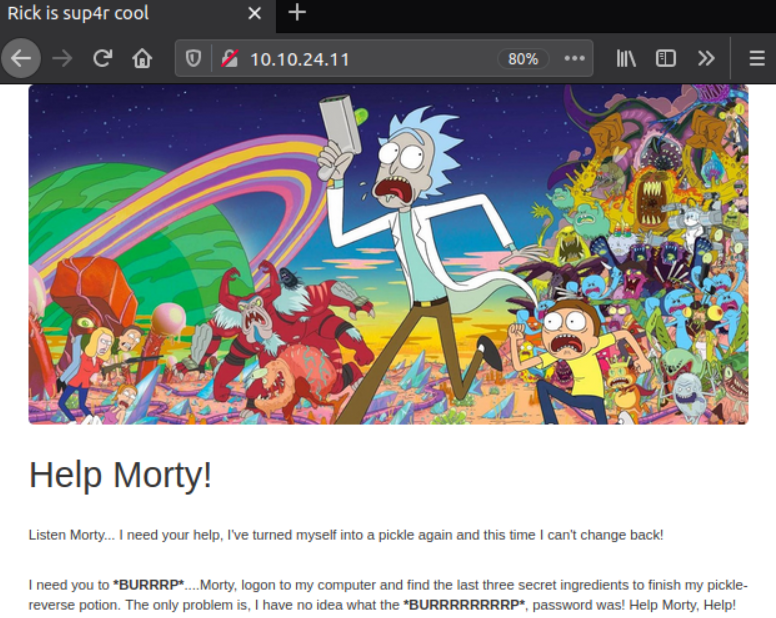 Rick is sup4r cool
10.10.24.11
80%
Help Morty!
Listen Morty... I need your help, I've turned myself into a pickle again and this time I can't change back!
I need you to *BURRRP*....Morty, logon to my computer and find the last three secret ingredients to finish my pickle-
reverse potion. The only problem is, I have no idea what the *BURRRRRRRRP*, password was! Help Morty, Help!